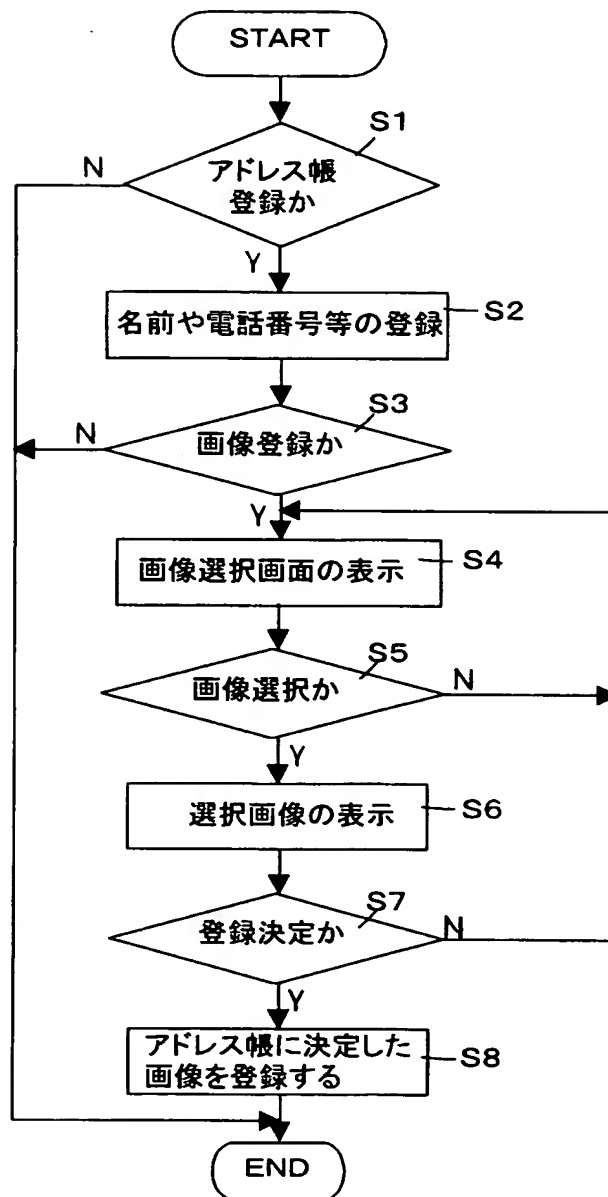 START
S1
N
アドレス帳
登録か
Y
名前や電話番号等の登録
S2
S3
N
画像登録か
Y
画像選択画面の表示
S4
S5
画像選択か
N
Y
選択画像の表示
S6
S7
登録決定か
N
Y
アドレス帳に決定した
画像を登録する
S8
END